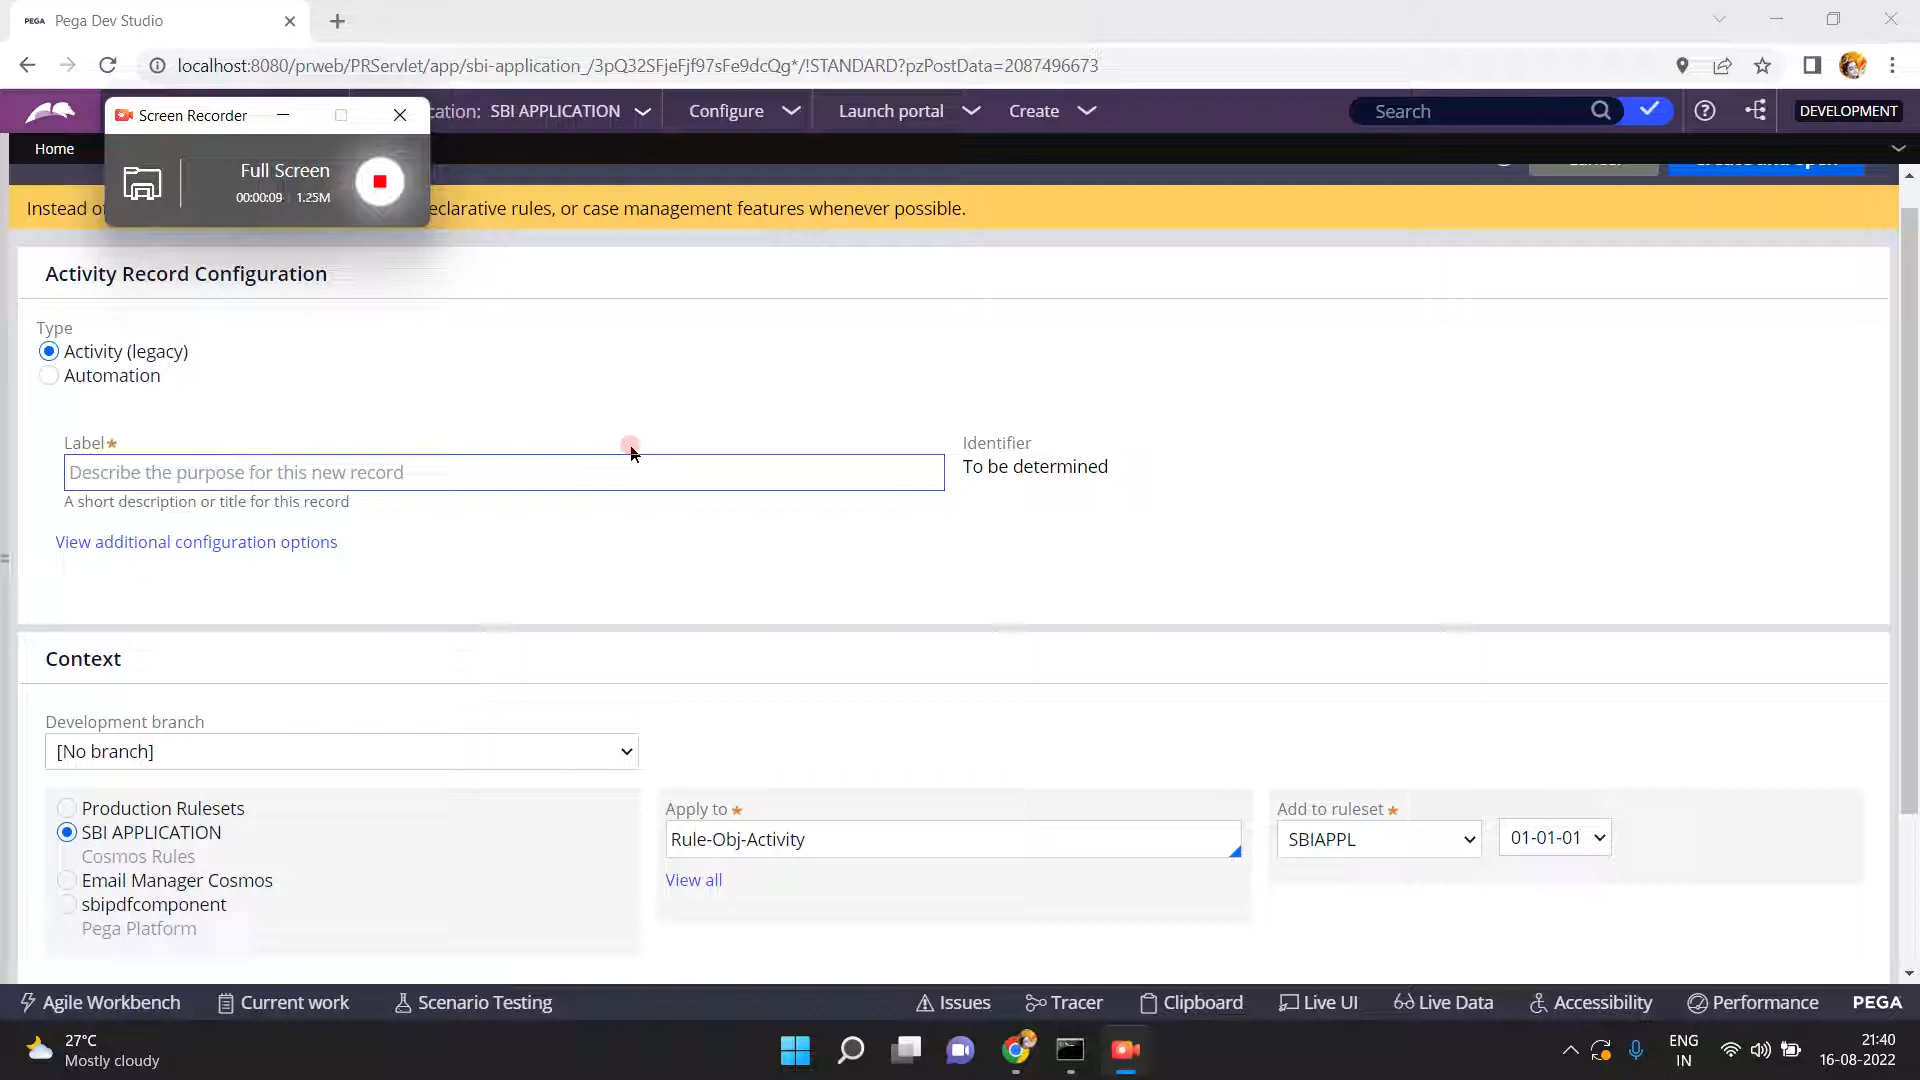 PEGA Pega Dev Studio
localhost:8080/prweb/PRServlet/app/sbi-application_/3pQ32SFjeFjf97sFe9dcQg*/!STANDARD?pzPostData=2087496673
Screen Recorder
cation: SBI APPLICATION Configure Launch portal Create Search DEVELOPMENT
Home
Full Screen
00:00:09 1.25M
Instead of
eclarative rules, or case management features whenever possible.
Activity Record Configuration
Type
Activity (legacy)
Automation
Label*
Describe the purpose for this new record
A short description or title for this record
Identifier
To be determined
View additional configuration options
Context
Development branch
[No branch]
Production Rulesets
SBI APPLICATION
Cosmos Rules
Email Manager Cosmos
sbipdfcomponent
Pega Platform
Apply to *
Rule-Obj-Activity
View all
Add to ruleset *
SBIAPPL 01-01-01
Agile Workbench Current work Scenario Testing Issues Tracer Clipboard Live UI Live Data Accessibility Performance PEGA
27°C
Mostly cloudy
ENG
IN
21:40
16-08-2022